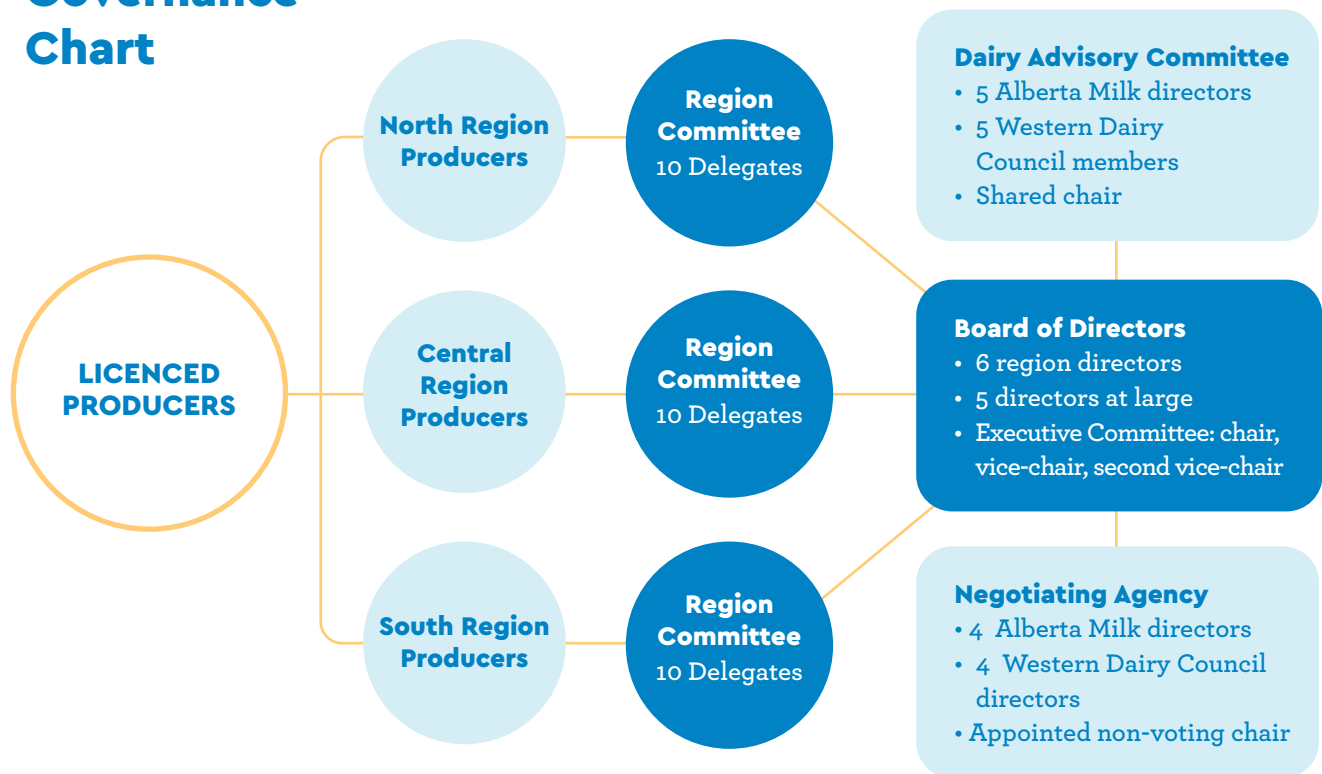 Governance
Chart
LICENCED
PRODUCERS
North Region
Producers
Central
Region
Producers
South Region
Producers
Region
Committee
10 Delegates
Region
Committee
10 Delegates
Region
Committee
10 Delegates
Dairy Advisory Committee
• 5 Alberta Milk directors
• 5 Western Dairy
Council members
• Shared chair
Board of Directors
• 6 region directors
• 5 directors at large
• Executive Committee: chair,
vice-chair, second vice-chair
Negotiating Agency
• 4 Alberta Milk directors
• 4 Western Dairy Council
directors
• Appointed non-voting chair